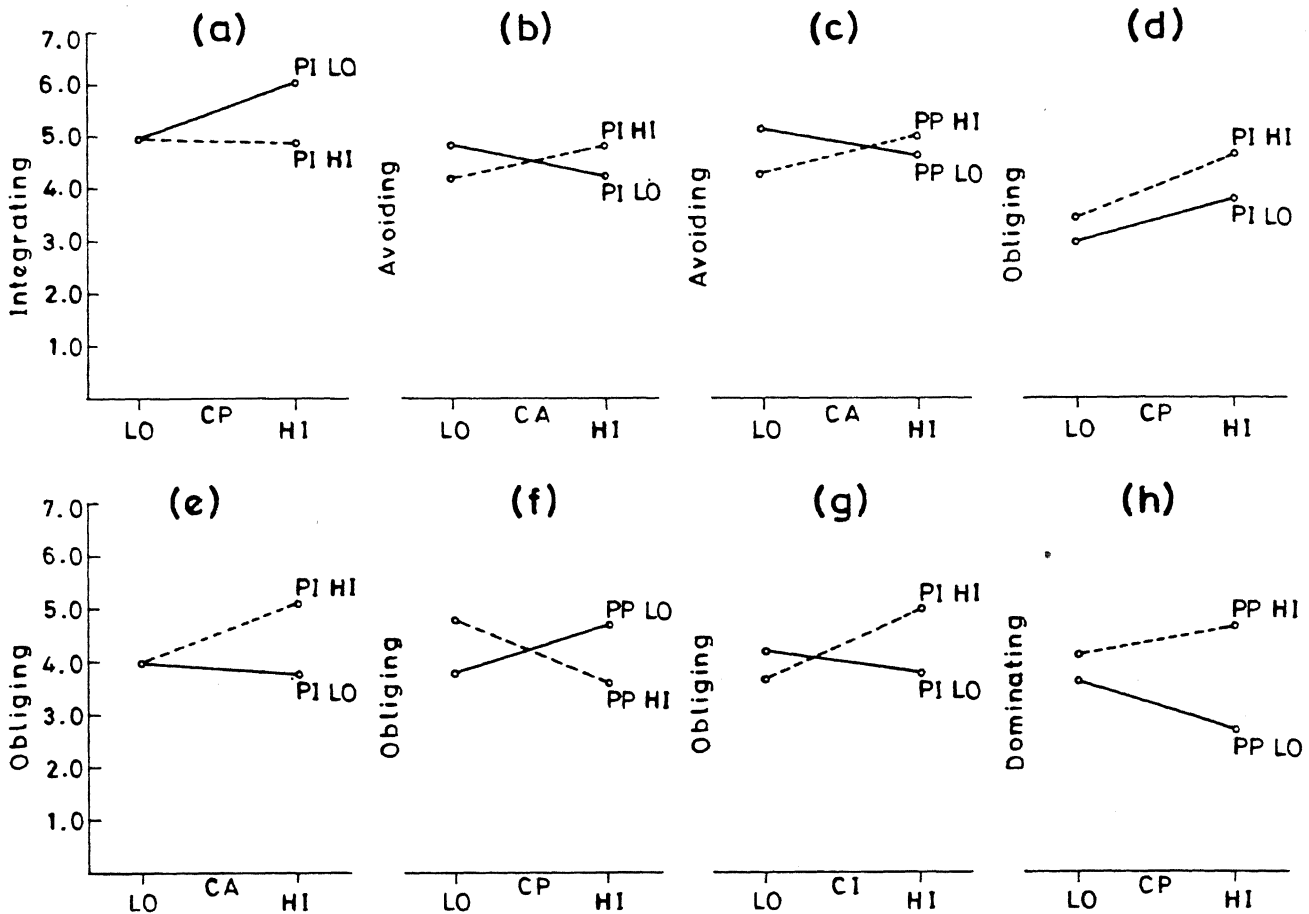 (a)
7.0
6.0
5.0
4.0
3.0
2.0
1.0
Integrating
PI LO
PI HI
LO
CP
HI
(b)
Avoiding
PI HI
PI LO
LO
CA
HI
(c)
Avoiding
PP HI
PP LO
LO
CA
HI
(d)
Obliging
PI HI
PI LO
LO
CP
HI
(e)
7.0
6.0
5.0
4.0
3.0
2.0
1.0
Obliging
PI HI
PI LO
LO
CA
HI
(f)
Obliging
PP LO
PP HI
LO
CP
HI
(g)
Obliging
PI HI
PI LO
LO
CI
HI
(h)
Dominating
PP HI
PP LO
LO
CP
HI